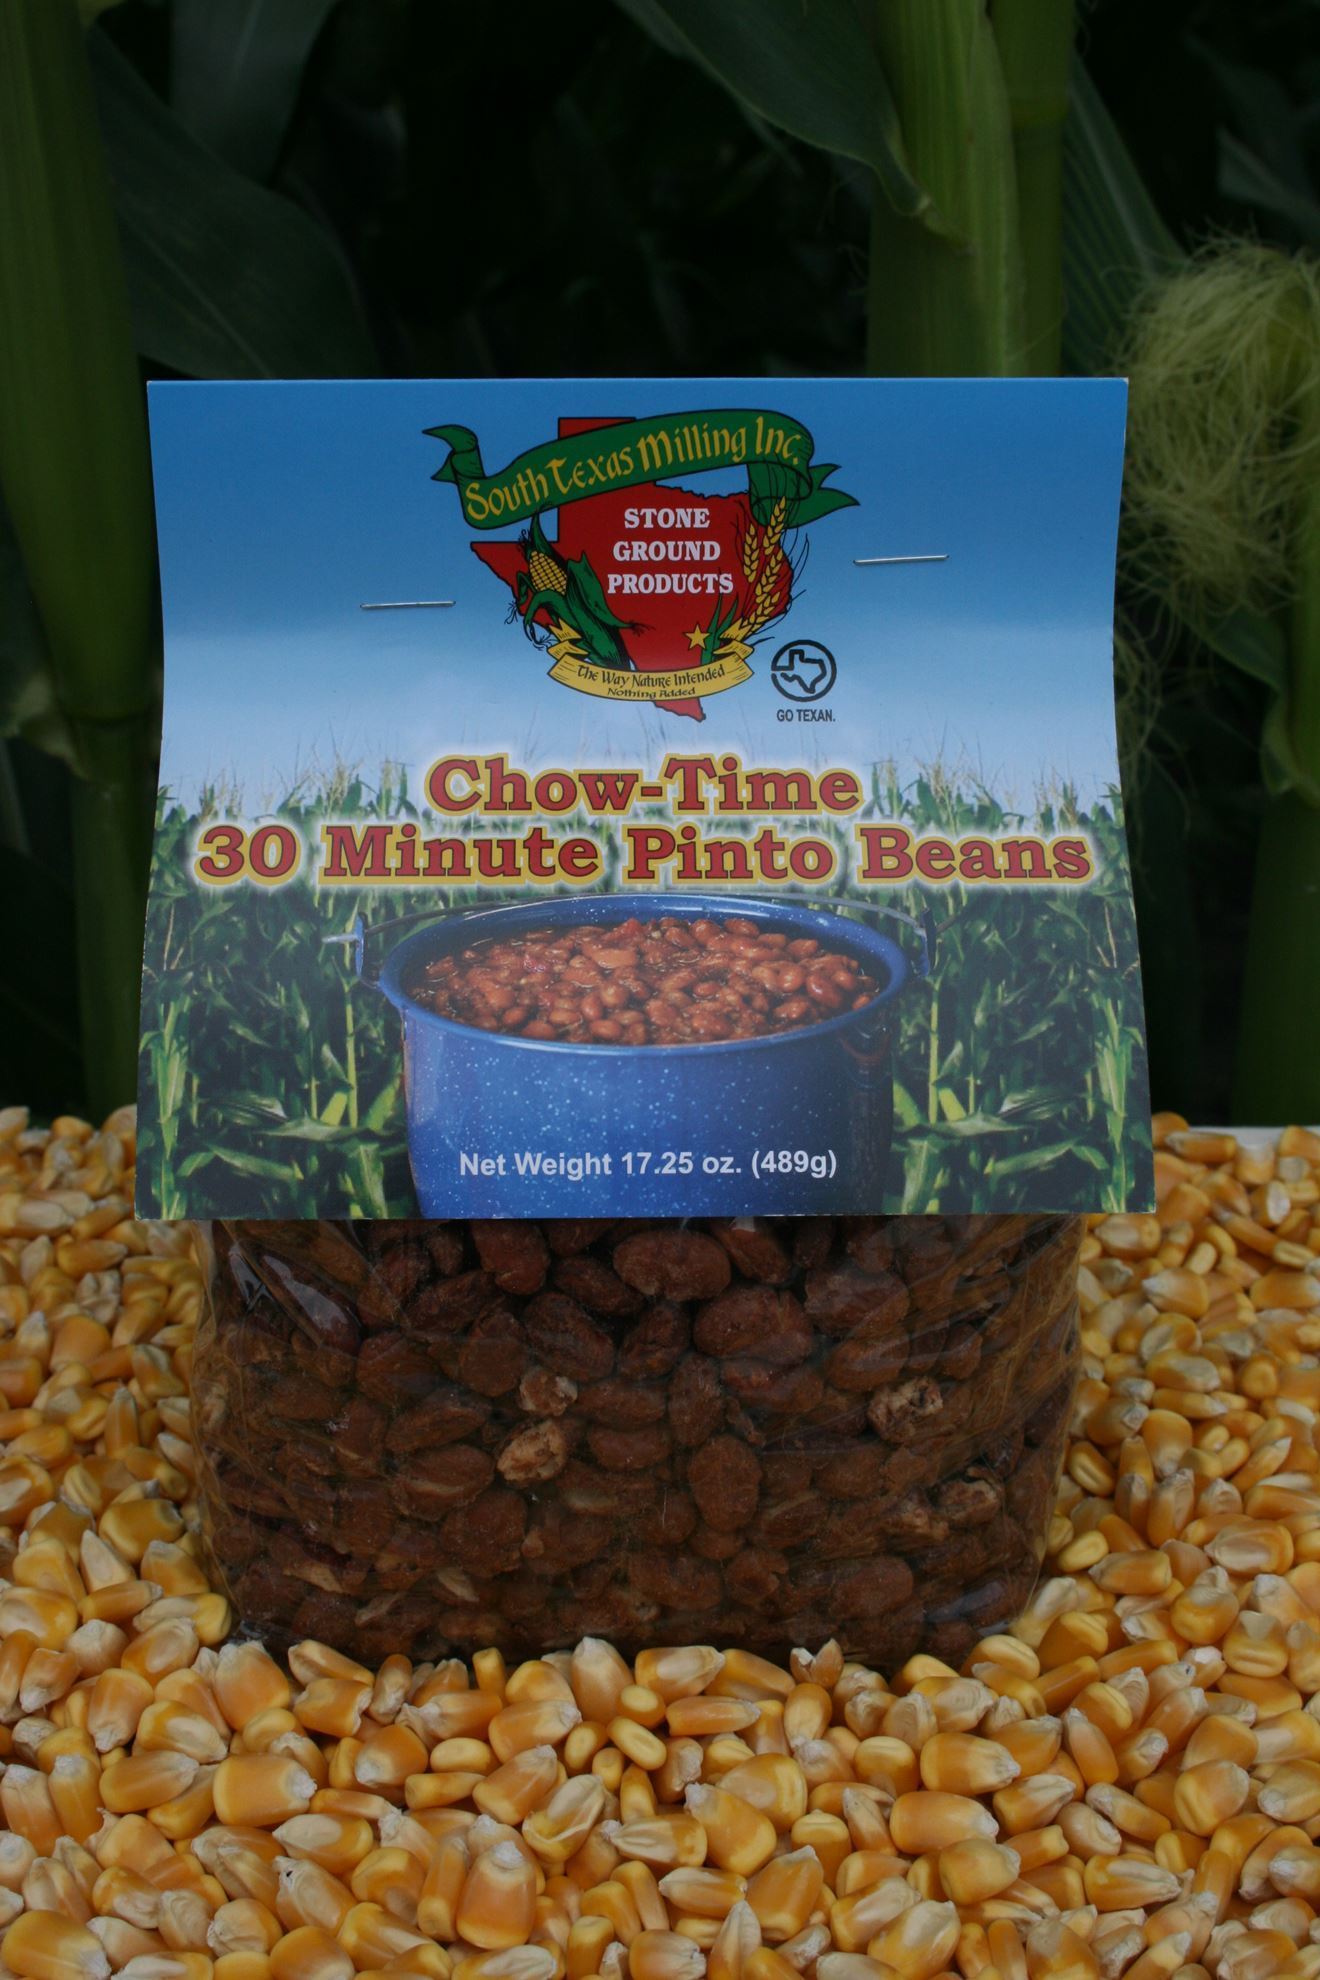 South Texas Milling Inc.
STONE
GROUND
PRODUCTS
The Way Nature Intended
Nothing Added
GO TEXAN.
Chow-Time
30 Minute Pinto Beans
Net Weight 17.25 oz. (489g)